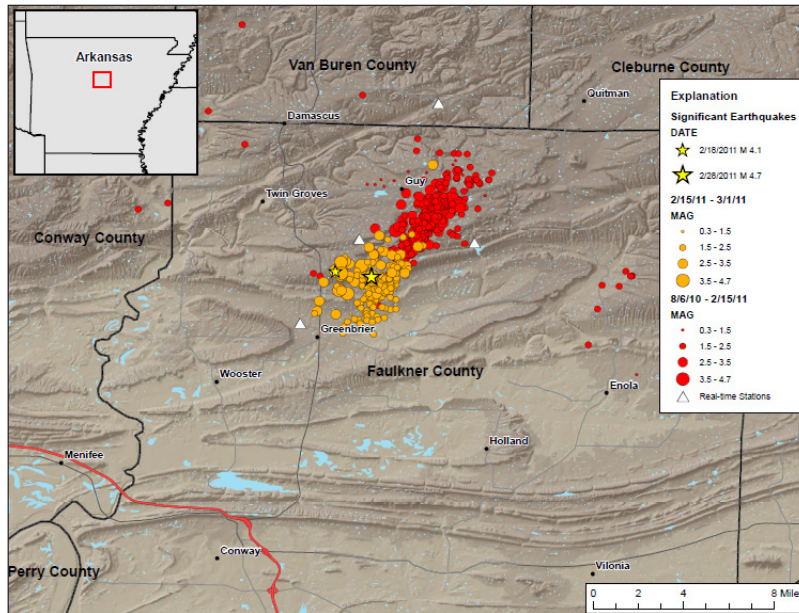 Arkansas
Van Buren County
Cleburne County
Quitman
Damascus
Guy
Twin Groves
Conway County
Greenbrier
Wooster
Faulkner County
Enola
Holland
Menifee
Conway
Perry County
Vilonia
Explanation
Significant Earthquakes
DATE
2/18/2011 M 4.1
2/28/2011 M 4.7
2/15/11 - 3/1/11
MAG
0.3 - 1.5
1.5 - 2.5
2.5 - 3.5
3.5 - 4.7
8/6/10 - 2/15/11
MAG
0.3 - 1.5
1.5 - 2.5
2.5 - 3.5
3.5 - 4.7
Real-time Stations
0 2 4 8 Mile